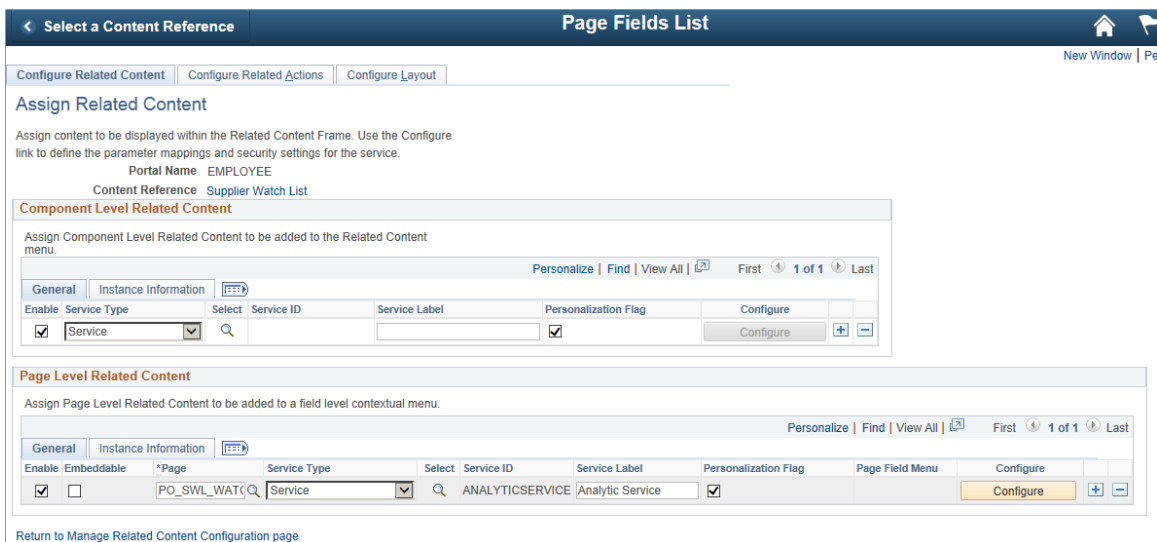 Select a Content Reference
Page Fields List
New Window | Pe
Configure Related Content
Configure Related Actions
Configure Layout
Assign Related Content
Assign content to be displayed within the Related Content Frame. Use the Configure
link to define the parameter mappings and security settings for the service.
Portal Name EMPLOYEE
Content Reference Supplier Watch List
Component Level Related Content
Assign Component Level Related Content to be added to the Related Content
menu.
Personalize | Find | View All | First 1 of 1 Last
General Instance Information
Enable Service Type Select Service ID Service Label Personalization Flag Configure
Service Configure
Page Level Related Content
Assign Page Level Related Content to be added to a field level contextual menu.
Personalize | Find | View All | First 1 of 1 Last
General Instance Information
Enable Embeddable *Page Service Type Select Service ID Service Label Personalization Flag Page Field Menu Configure
PO_SWL_WAT Service ANALYTICSERVICE Analytic Service Configure
Return to Manage Related Content Configuration page